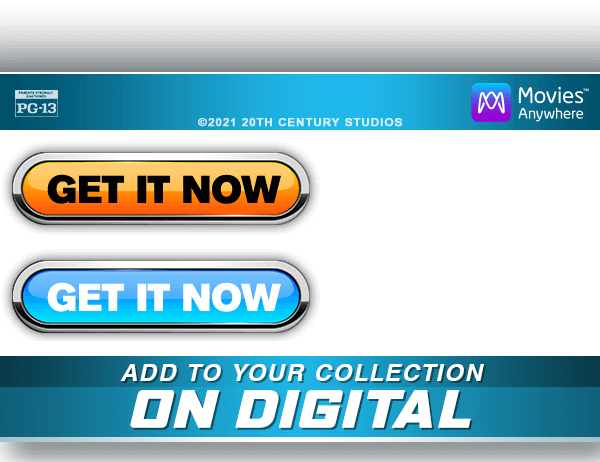 PARENTS STRONGLY CAUTIONED
PG-13
Movies™
Anywhere
©2021 20TH CENTURY STUDIOS
GET IT NOW
GET IT NOW
ADD TO YOUR COLLECTION
ON DIGITAL